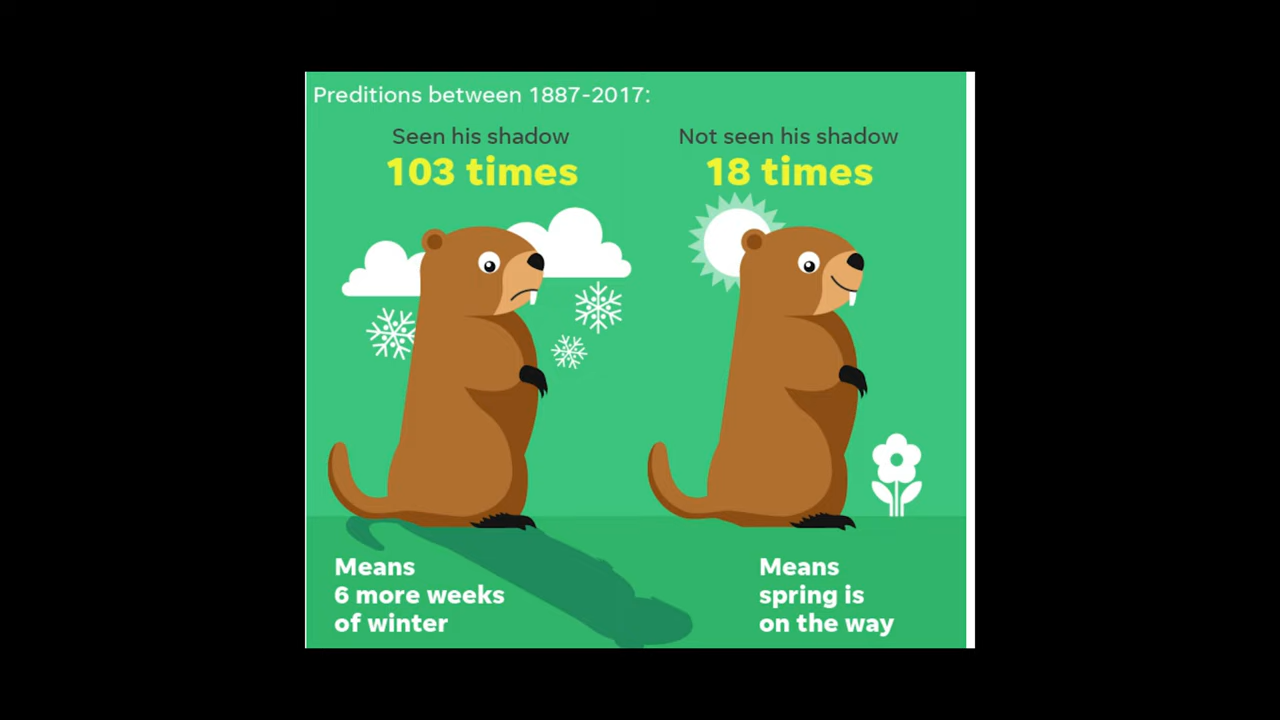 Preditions between 1887-2017:
Seen his shadow
103 times
Not seen his shadow
18 times
Means
6 more weeks
of winter
Means
spring is
on the way